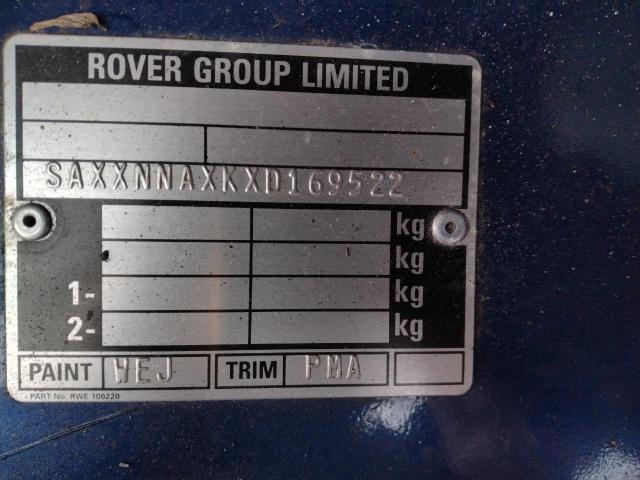 ROVER GROUP LIMITED
SAXXNNAXKXD169522
kg
kg
1- kg
2- kg
PAINT WEJ TRIM PMA
PART No. RWE 100220